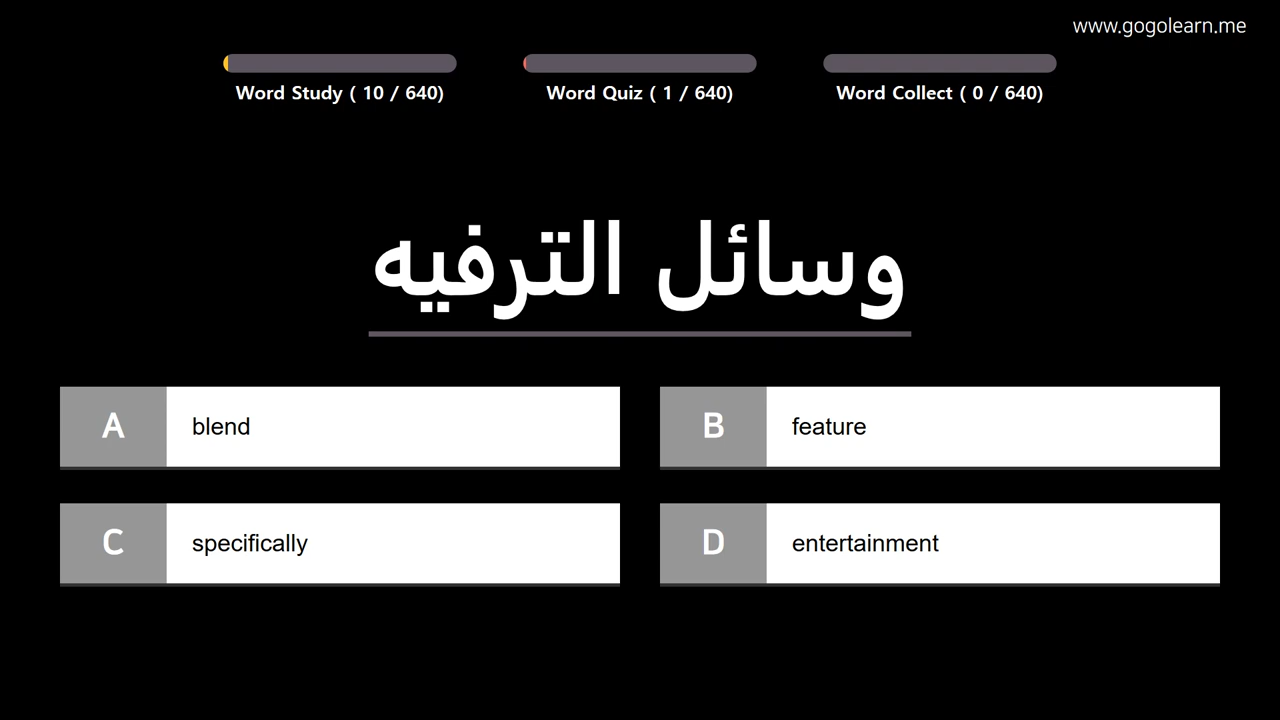 www.gogolearn.me
Word Study ( 10 / 640)
Word Quiz ( 1 / 640)
Word Collect ( 0 / 640)
وسائل الترفيه
A blend
B feature
C specifically
D entertainment